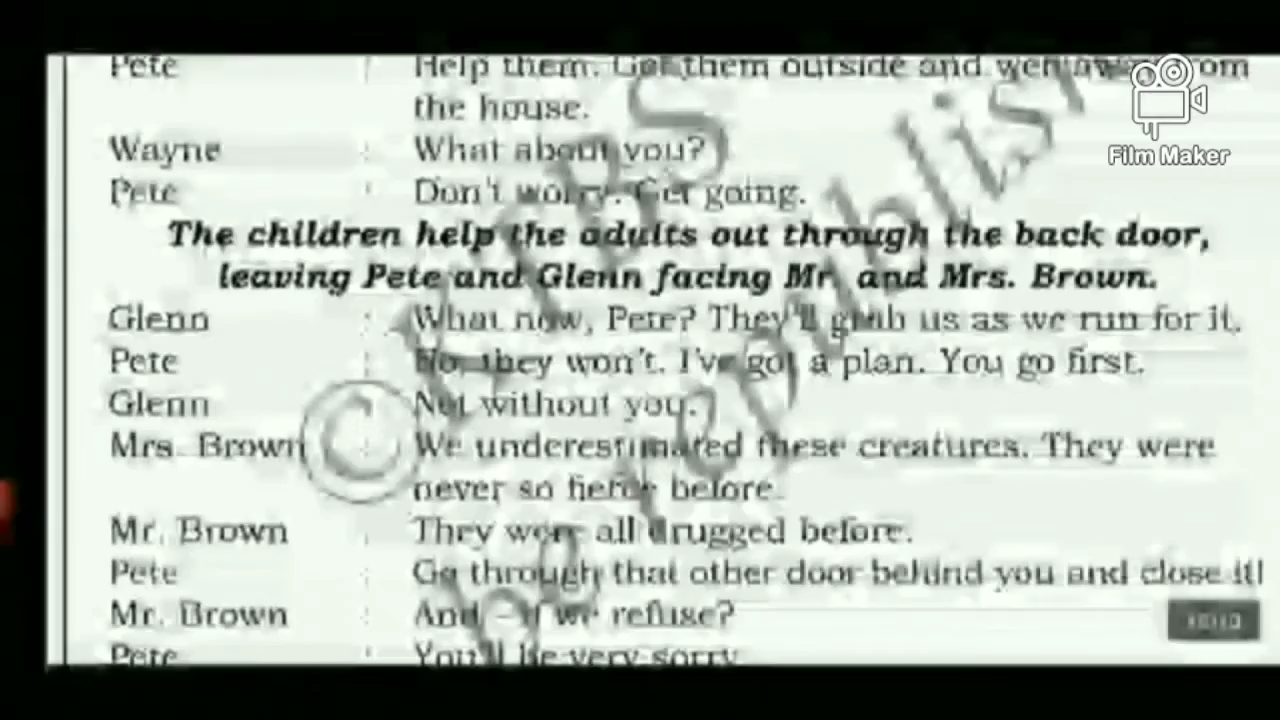 Pete : Help them. Get them outside and well away from
the house.
Wayne : What about you?
Pete : Don't worry. Get going.
The children help the adults out through the back door,
leaving Pete and Glenn facing Mr. and Mrs. Brown.
Glenn : What now, Pete? They'll grab us as we run for it.
Pete : No, they won't. I've got a plan. You go first.
Glenn : Not without you.
Mrs. Brown : We underestimated these creatures. They were
never so fierce before.
Mr. Brown : They were all drugged before.
Pete : Go through that other door behind you and close it!
Mr. Brown : And - if we refuse?
Pete : You'll be very sorry
© KTBS
be republish
Film Maker